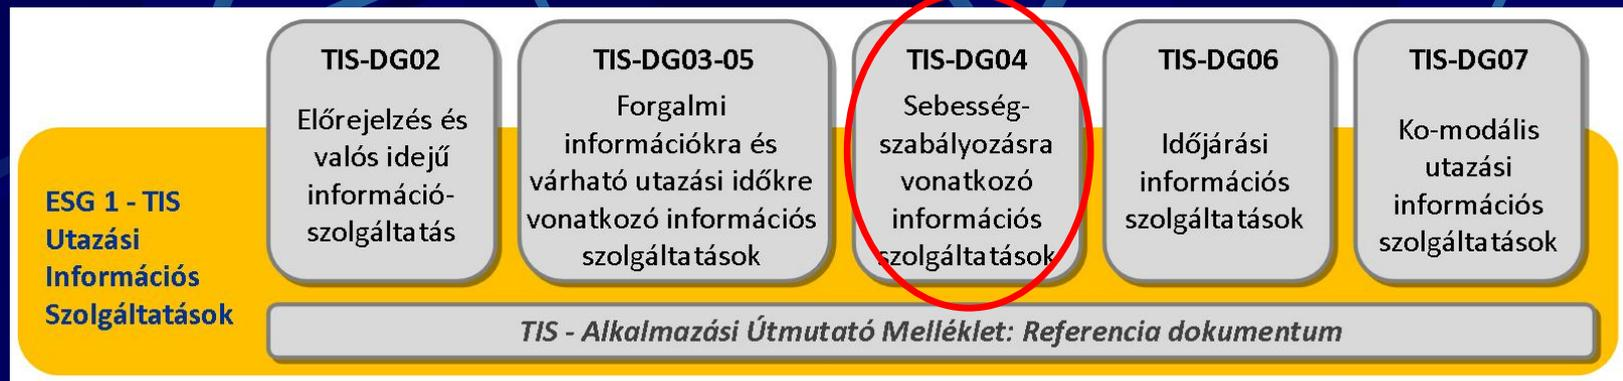 ESG 1 - TIS
Utazási
Információs
Szolgáltatások
TIS-DG02
Előrejelzés és
valós idejű
információ-
szolgáltatás
TIS-DG03-05
Forgalmi
információkra és
várható utazási időkre
vonatkozó információs
szolgáltatások
TIS-DG04
Sebesség-
szabályozásra
vonatkozó
információs
szolgáltatások
TIS-DG06
Időjárási
információs
szolgáltatások
TIS-DG07
Ko-modális
utazási
információs
szolgáltatások
TIS - Alkalmazási Útmutató Melléklet: Referencia dokumentum